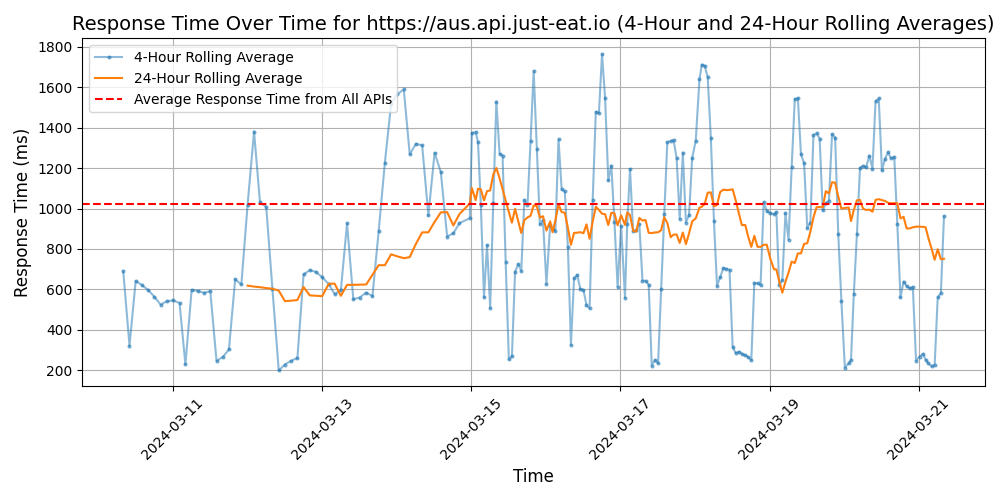 Response Time Over Time for https://aus.api.just-eat.io (4-Hour and 24-Hour Rolling Averages)
4-Hour Rolling Average
24-Hour Rolling Average
Average Response Time from All APIs
Response Time (ms)
1800
1600
1400
1200
1000
800
600
400
200
2024-03-11
2024-03-13
2024-03-15
2024-03-17
2024-03-19
2024-03-21
Time